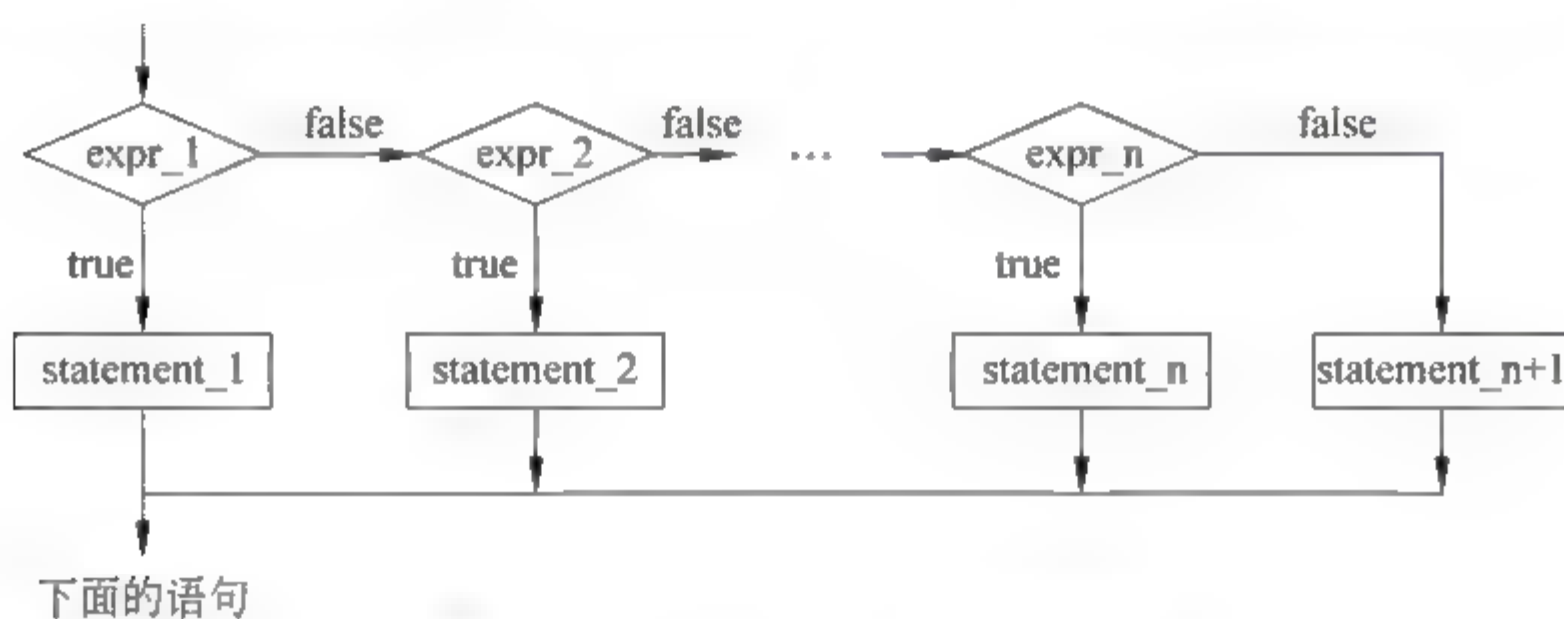 false
false
false
expr_1
expr_2
...
expr_n
true
true
true
statement_1
statement_2
statement_n
statement_n+1
下面的语句